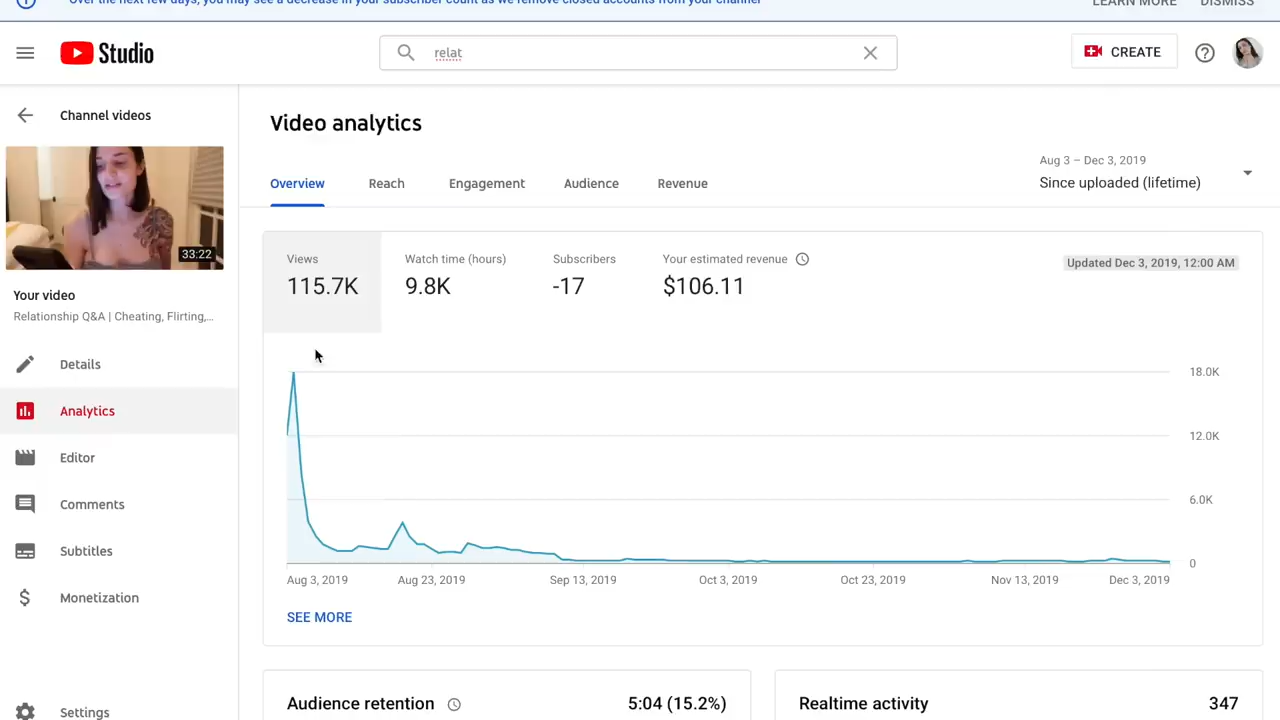 Over the next few days, you may see a decrease in your subscriber count as we remove closed accounts from your channel
LEARN MORE
DISMISS
Studio
relat
CREATE
Channel videos
33:22
Your video
Relationship Q&A | Cheating, Flirting,...
Details
Analytics
Editor
Comments
Subtitles
Monetization
Settings
Video analytics
Overview
Reach
Engagement
Audience
Revenue
Aug 3 – Dec 3, 2019
Since uploaded (lifetime)
Views
115.7K
Watch time (hours)
9.8K
Subscribers
-17
Your estimated revenue
$106.11
Updated Dec 3, 2019, 12:00 AM
18.0K
12.0K
6.0K
0
Aug 3, 2019
Aug 23, 2019
Sep 13, 2019
Oct 3, 2019
Oct 23, 2019
Nov 13, 2019
Dec 3, 2019
SEE MORE
Audience retention
5:04 (15.2%)
Realtime activity
347